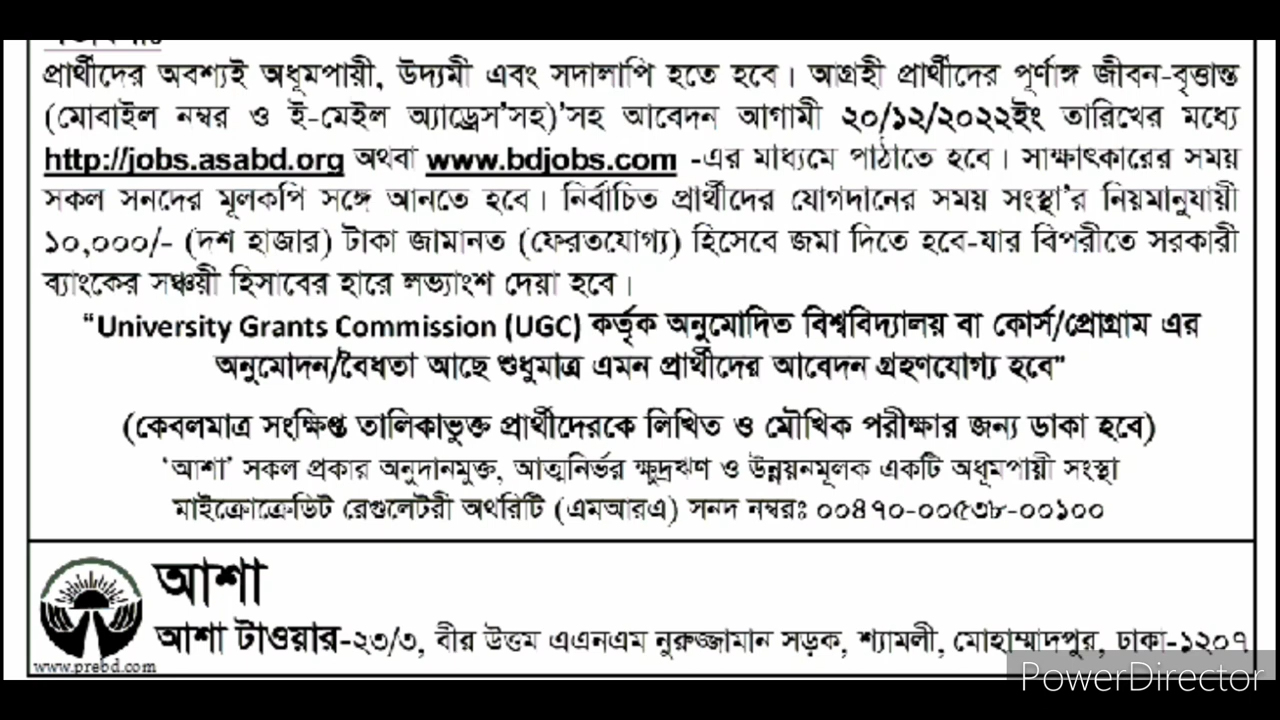 প্রার্থীদের অবশ্যই অধূমপায়ী, উদ্যমী এবং সদালাপি হতে হবে। আগ্রহী প্রার্থীদের পূর্ণাঙ্গ জীবন-বৃত্তান্ত
(মোবাইল নম্বর ও ই-মেইল অ্যাড্রেস'সহ)'সহ আবেদন আগামী ২০/১২/২০২২ইং তারিখের মধ্যে
http://jobs.asabd.org অথবা www.bdjobs.com -এর মাধ্যমে পাঠাতে হবে। সাক্ষাৎকারের সময়
সকল সনদের মূলকপি সঙ্গে আনতে হবে। নির্বাচিত প্রার্থীদের যোগদানের সময় সংস্থা'র নিয়মানুযায়ী
১০,০০০/- (দশ হাজার) টাকা জামানত (ফেরতযোগ্য) হিসেবে জমা দিতে হবে-যার বিপরীতে সরকারী
ব্যাংকের সঞ্চয়ী হিসাবের হারে লভ্যাংশ দেয়া হবে।
“University Grants Commission (UGC) কর্তৃক অনুমোদিত বিশ্ববিদ্যালয় বা কোর্স/প্রোগ্রাম এর
অনুমোদন/বৈধতা আছে শুধুমাত্র এমন প্রার্থীদের আবেদন গ্রহণযোগ্য হবে"
(কেবলমাত্র সংক্ষিপ্ত তালিকাভুক্ত প্রার্থীদেরকে লিখিত ও মৌখিক পরীক্ষার জন্য ডাকা হবে)
'আশা' সকল প্রকার অনুদানমুক্ত, আত্মনির্ভর ক্ষুদ্রঋণ ও উন্নয়নমূলক একটি অধূমপায়ী সংস্থা
মাইক্রোক্রেডিট রেগুলেটরী অথরিটি (এমআরএ) সনদ নম্বরঃ ০০৪৭০-০০৫৩৮-০০১০০
আশা
আশা টাওয়ার-২৩/৩, বীর উত্তম এএনএম নুরুজ্জামান সড়ক, শ্যামলী, মোহাম্মাদপুর, ঢাকা-১২০৭
www.prebd.com
PowerDirector